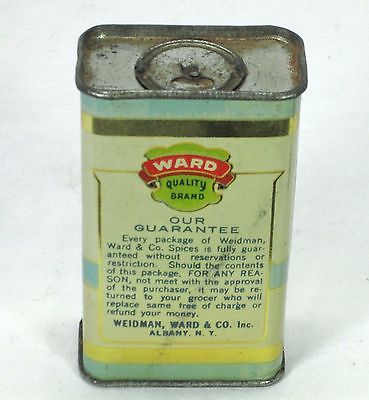 WARD
QUALITY
BRAND
OUR
GUARANTEE
Every package of Weidman,
Ward & Co. Spices is fully guar-
anteed without reservations or
restriction. Should the contents
of this package, FOR ANY REA-
SON, not meet with the approval
of the purchaser, it may be re-
turned to your grocer who will
replace same free of charge or
refund your money.
WEIDMAN, WARD & CO. Inc.
ALBANY, N. Y.